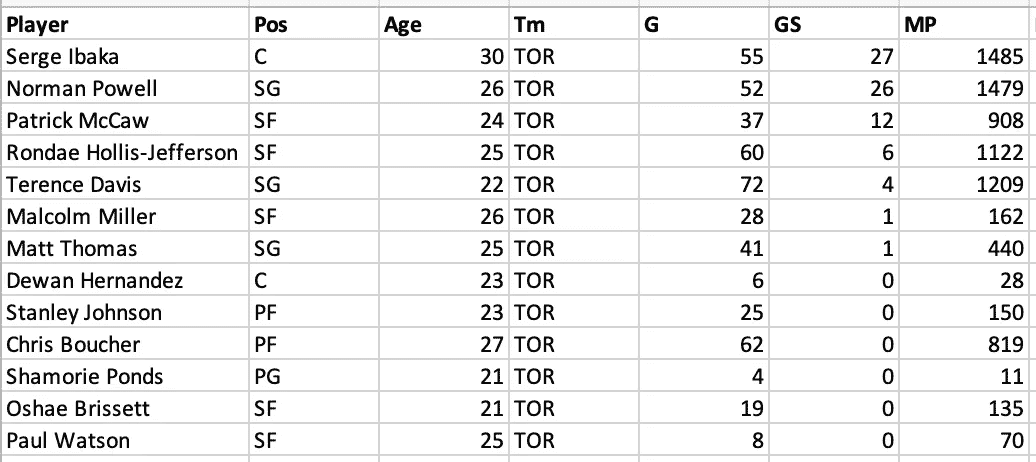 Player Pos Age Tm G GS MP
Serge Ibaka C 30 TOR 55 27 1485
Norman Powell SG 26 TOR 52 26 1479
Patrick McCaw SF 24 TOR 37 12 908
Rondae Hollis-Jefferson SF 25 TOR 60 6 1122
Terence Davis SG 22 TOR 72 4 1209
Malcolm Miller SF 26 TOR 28 1 162
Matt Thomas SG 25 TOR 41 1 440
Dewan Hernandez C 23 TOR 6 0 28
Stanley Johnson PF 23 TOR 25 0 150
Chris Boucher PF 27 TOR 62 0 819
Shamorie Ponds PG 21 TOR 4 0 11
Oshae Brissett SF 21 TOR 19 0 135
Paul Watson SF 25 TOR 8 0 70